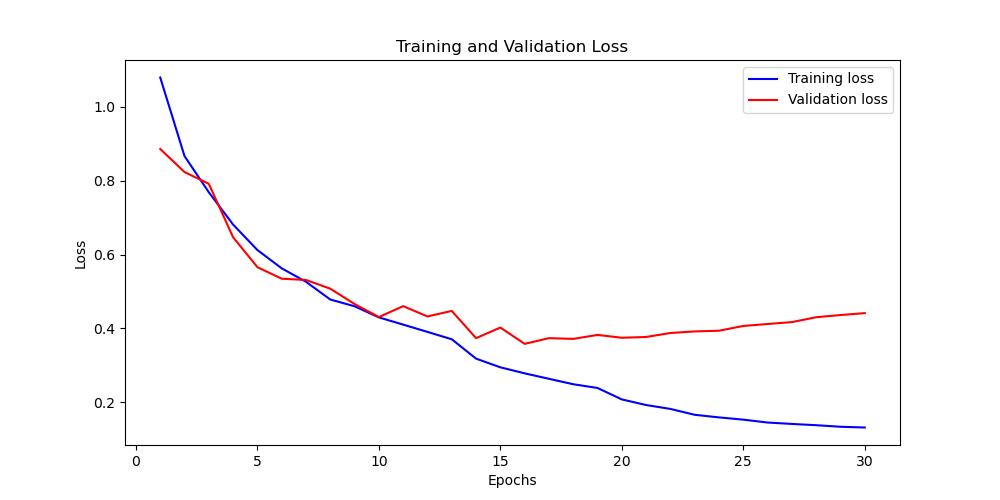 Training and Validation Loss
Training loss
Validation loss
1.0
0.8
0.6
0.4
0.2
Loss
0 5 10 15 20 25 30
Epochs